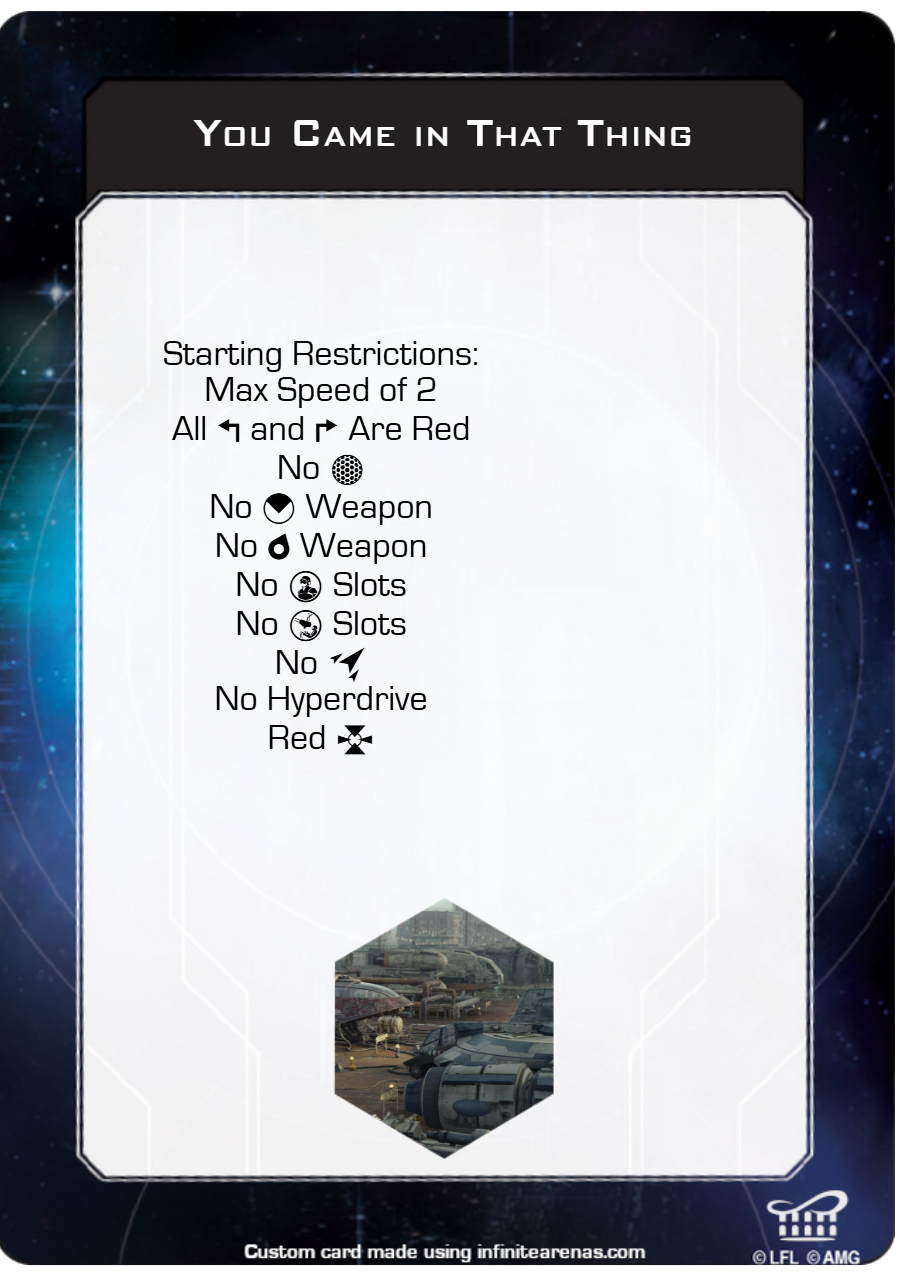 You Came in That Thing
Starting Restrictions:
Max Speed of 2
All ↰ and ↱ Are Red
No
No Weapon
No Weapon
No Slots
No Slots
No
No Hyperdrive
Red
Custom card made using infinitearenas.com
© LFL © AMG